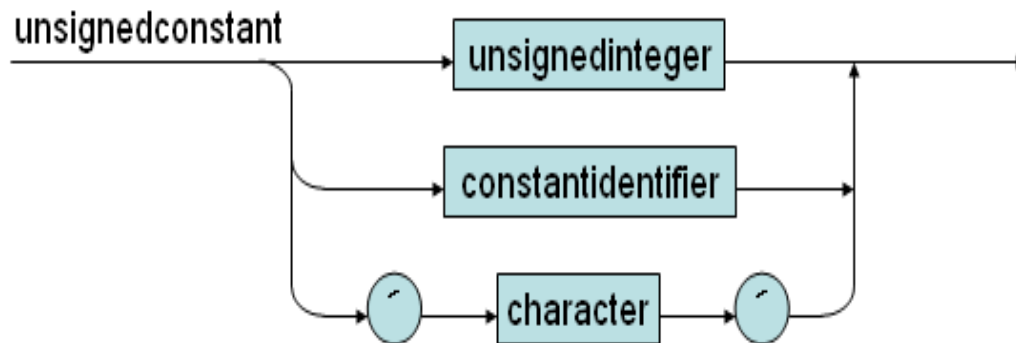 unsignedconstant
unsignedinteger
constantidentifier
´ character ´